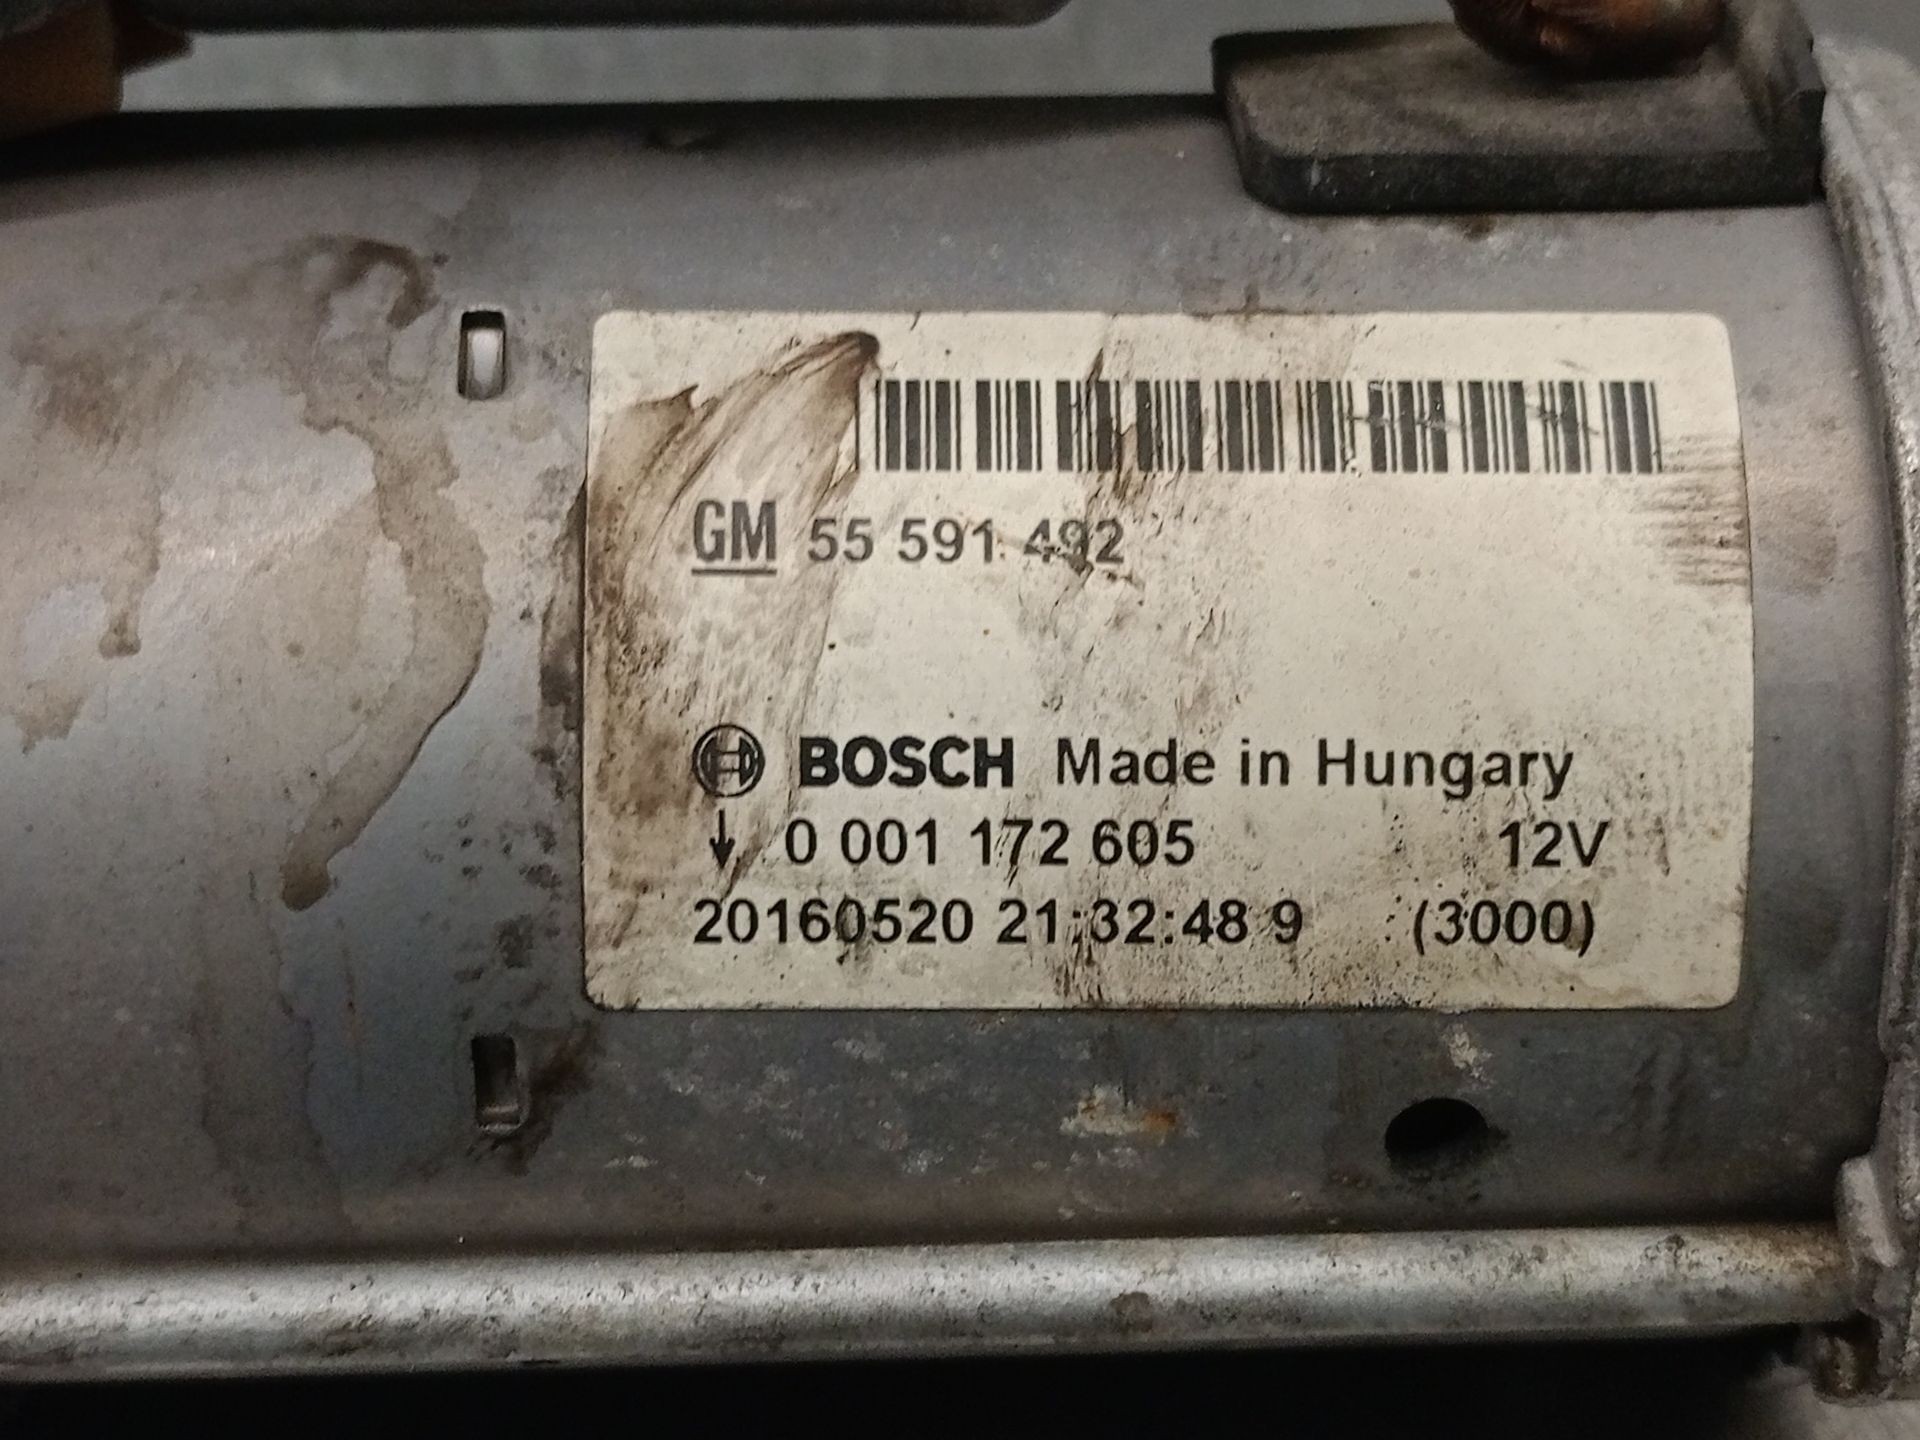 GM 55 591 492
BOSCH Made in Hungary
↓ 0 001 172 605 12V
20160520 21:32:48 9 (3000)